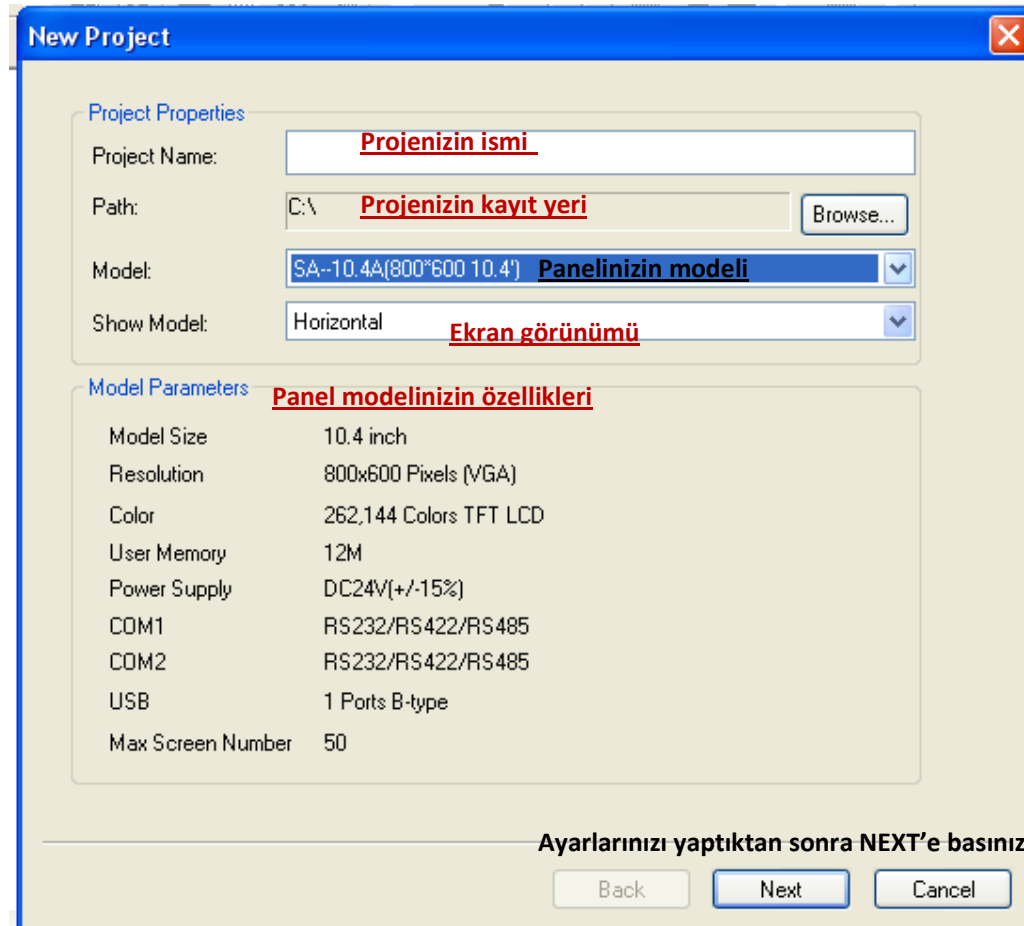 New Project
Project Properties
Project Name: Projenizin ismi
Path: C:\ Projenizin kayıt yeri Browse...
Model: SA--10.4A(800*600 10.4') Panelinizin modeli
Show Model: Horizontal Ekran görünümü
Model Parameters Panel modelinizin özellikleri
Model Size 10.4 inch
Resolution 800x600 Pixels (VGA)
Color 262,144 Colors TFT LCD
User Memory 12M
Power Supply DC24V(+/-15%)
COM1 RS232/RS422/RS485
COM2 RS232/RS422/RS485
USB 1 Ports B-type
Max Screen Number 50
Ayarlarınızı yaptıktan sonra NEXT’e basınız
Back Next Cancel